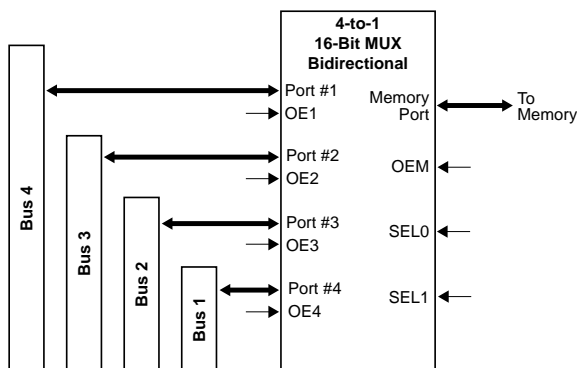 4-to-1
16-Bit MUX
Bidirectional
Port #1
OE1
Port #2
OE2
Port #3
OE3
Port #4
OE4
Memory
Port
OEM
SEL0
SEL1
To
Memory
Bus 4
Bus 3
Bus 2
Bus 1